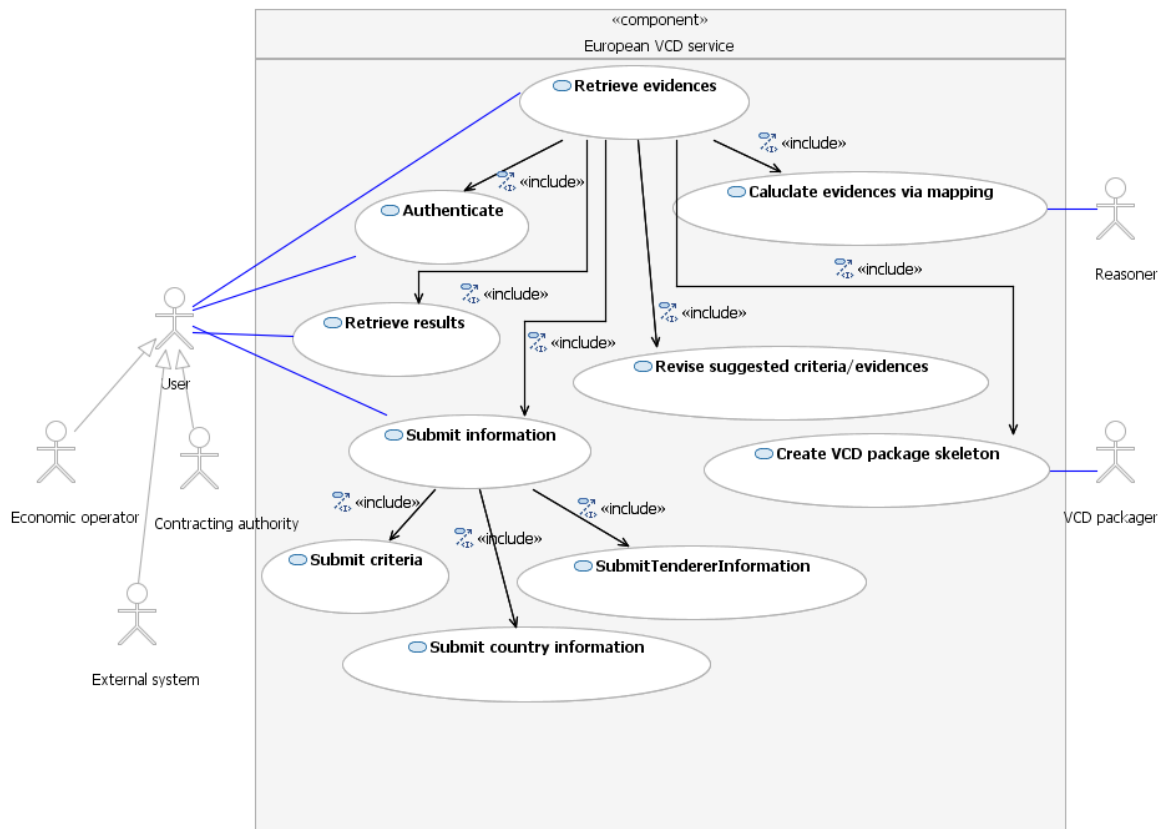 «component»
European VCD service
Retrieve evidences
«include»
«include»
Caluclate evidences via mapping
Authenticate
«include»
Reasoner
«include»
«include»
Retrieve results
«include»
Revise suggested criteria/evidences
User
Submit information
Create VCD package skeleton
Economic operator
Contracting authority
VCD packager
«include»
«include»
«include»
Submit criteria
SubmitTendererInformation
Submit country information
External system